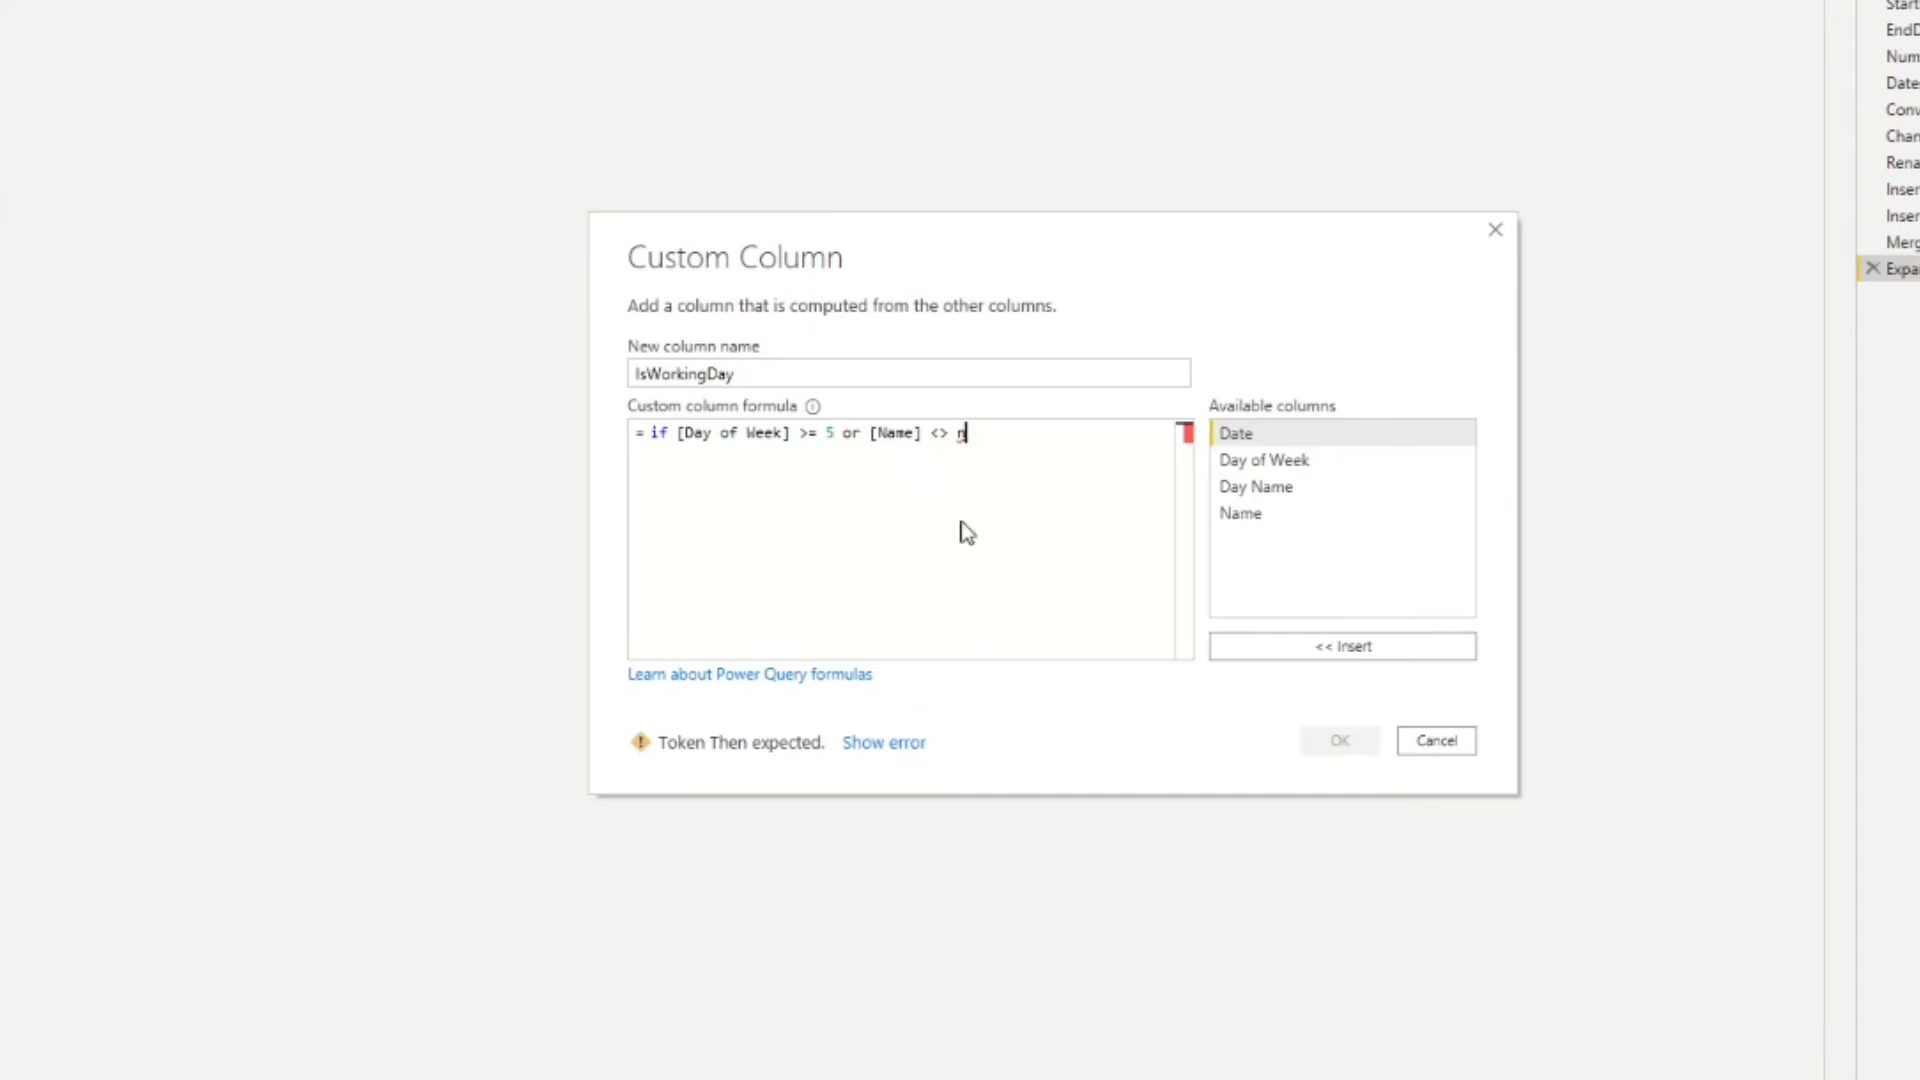 Start
EndD
Num
Date
Conv
Chan
Rena
Inser
Inser
Merg
Expa
Custom Column
Add a column that is computed from the other columns.
New column name
IsWorkingDay
Custom column formula
Available columns
= if [Day of Week] >= 5 or [Name] <> n
Date
Day of Week
Day Name
Name
<< Insert
Learn about Power Query formulas
Token Then expected. Show error
OK
Cancel